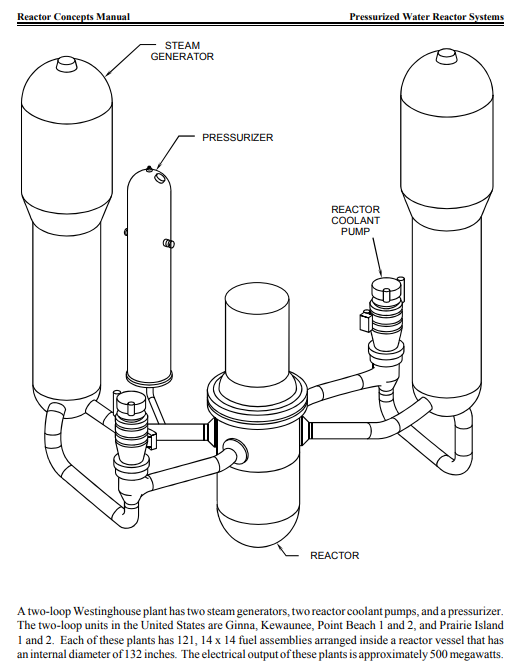 Reactor Concepts Manual Pressurized Water Reactor Systems
STEAM
GENERATOR
PRESSURIZER
REACTOR
COOLANT
PUMP
REACTOR
A two-loop Westinghouse plant has two steam generators, two reactor coolant pumps, and a pressurizer.
The two-loop units in the United States are Ginna, Kewaunee, Point Beach 1 and 2, and Prairie Island
1 and 2. Each of these plants has 121, 14 x 14 fuel assemblies arranged inside a reactor vessel that has
an internal diameter of 132 inches. The electrical output of these plants is approximately 500 megawatts.